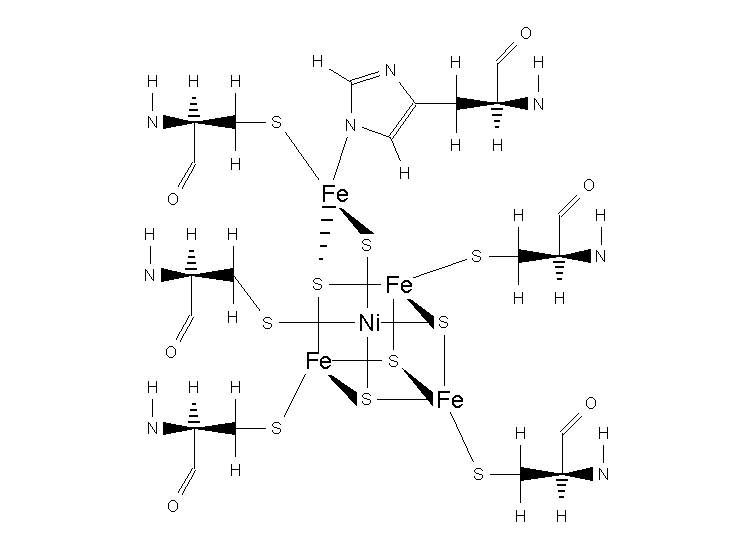 O
H N H H
H H H
N S N N
H H
O H
Fe
O
S H H
H H H S Fe S N
N H H
H S Ni S
O
Fe S
H H H S Fe O
N S H H
H S N
O H H